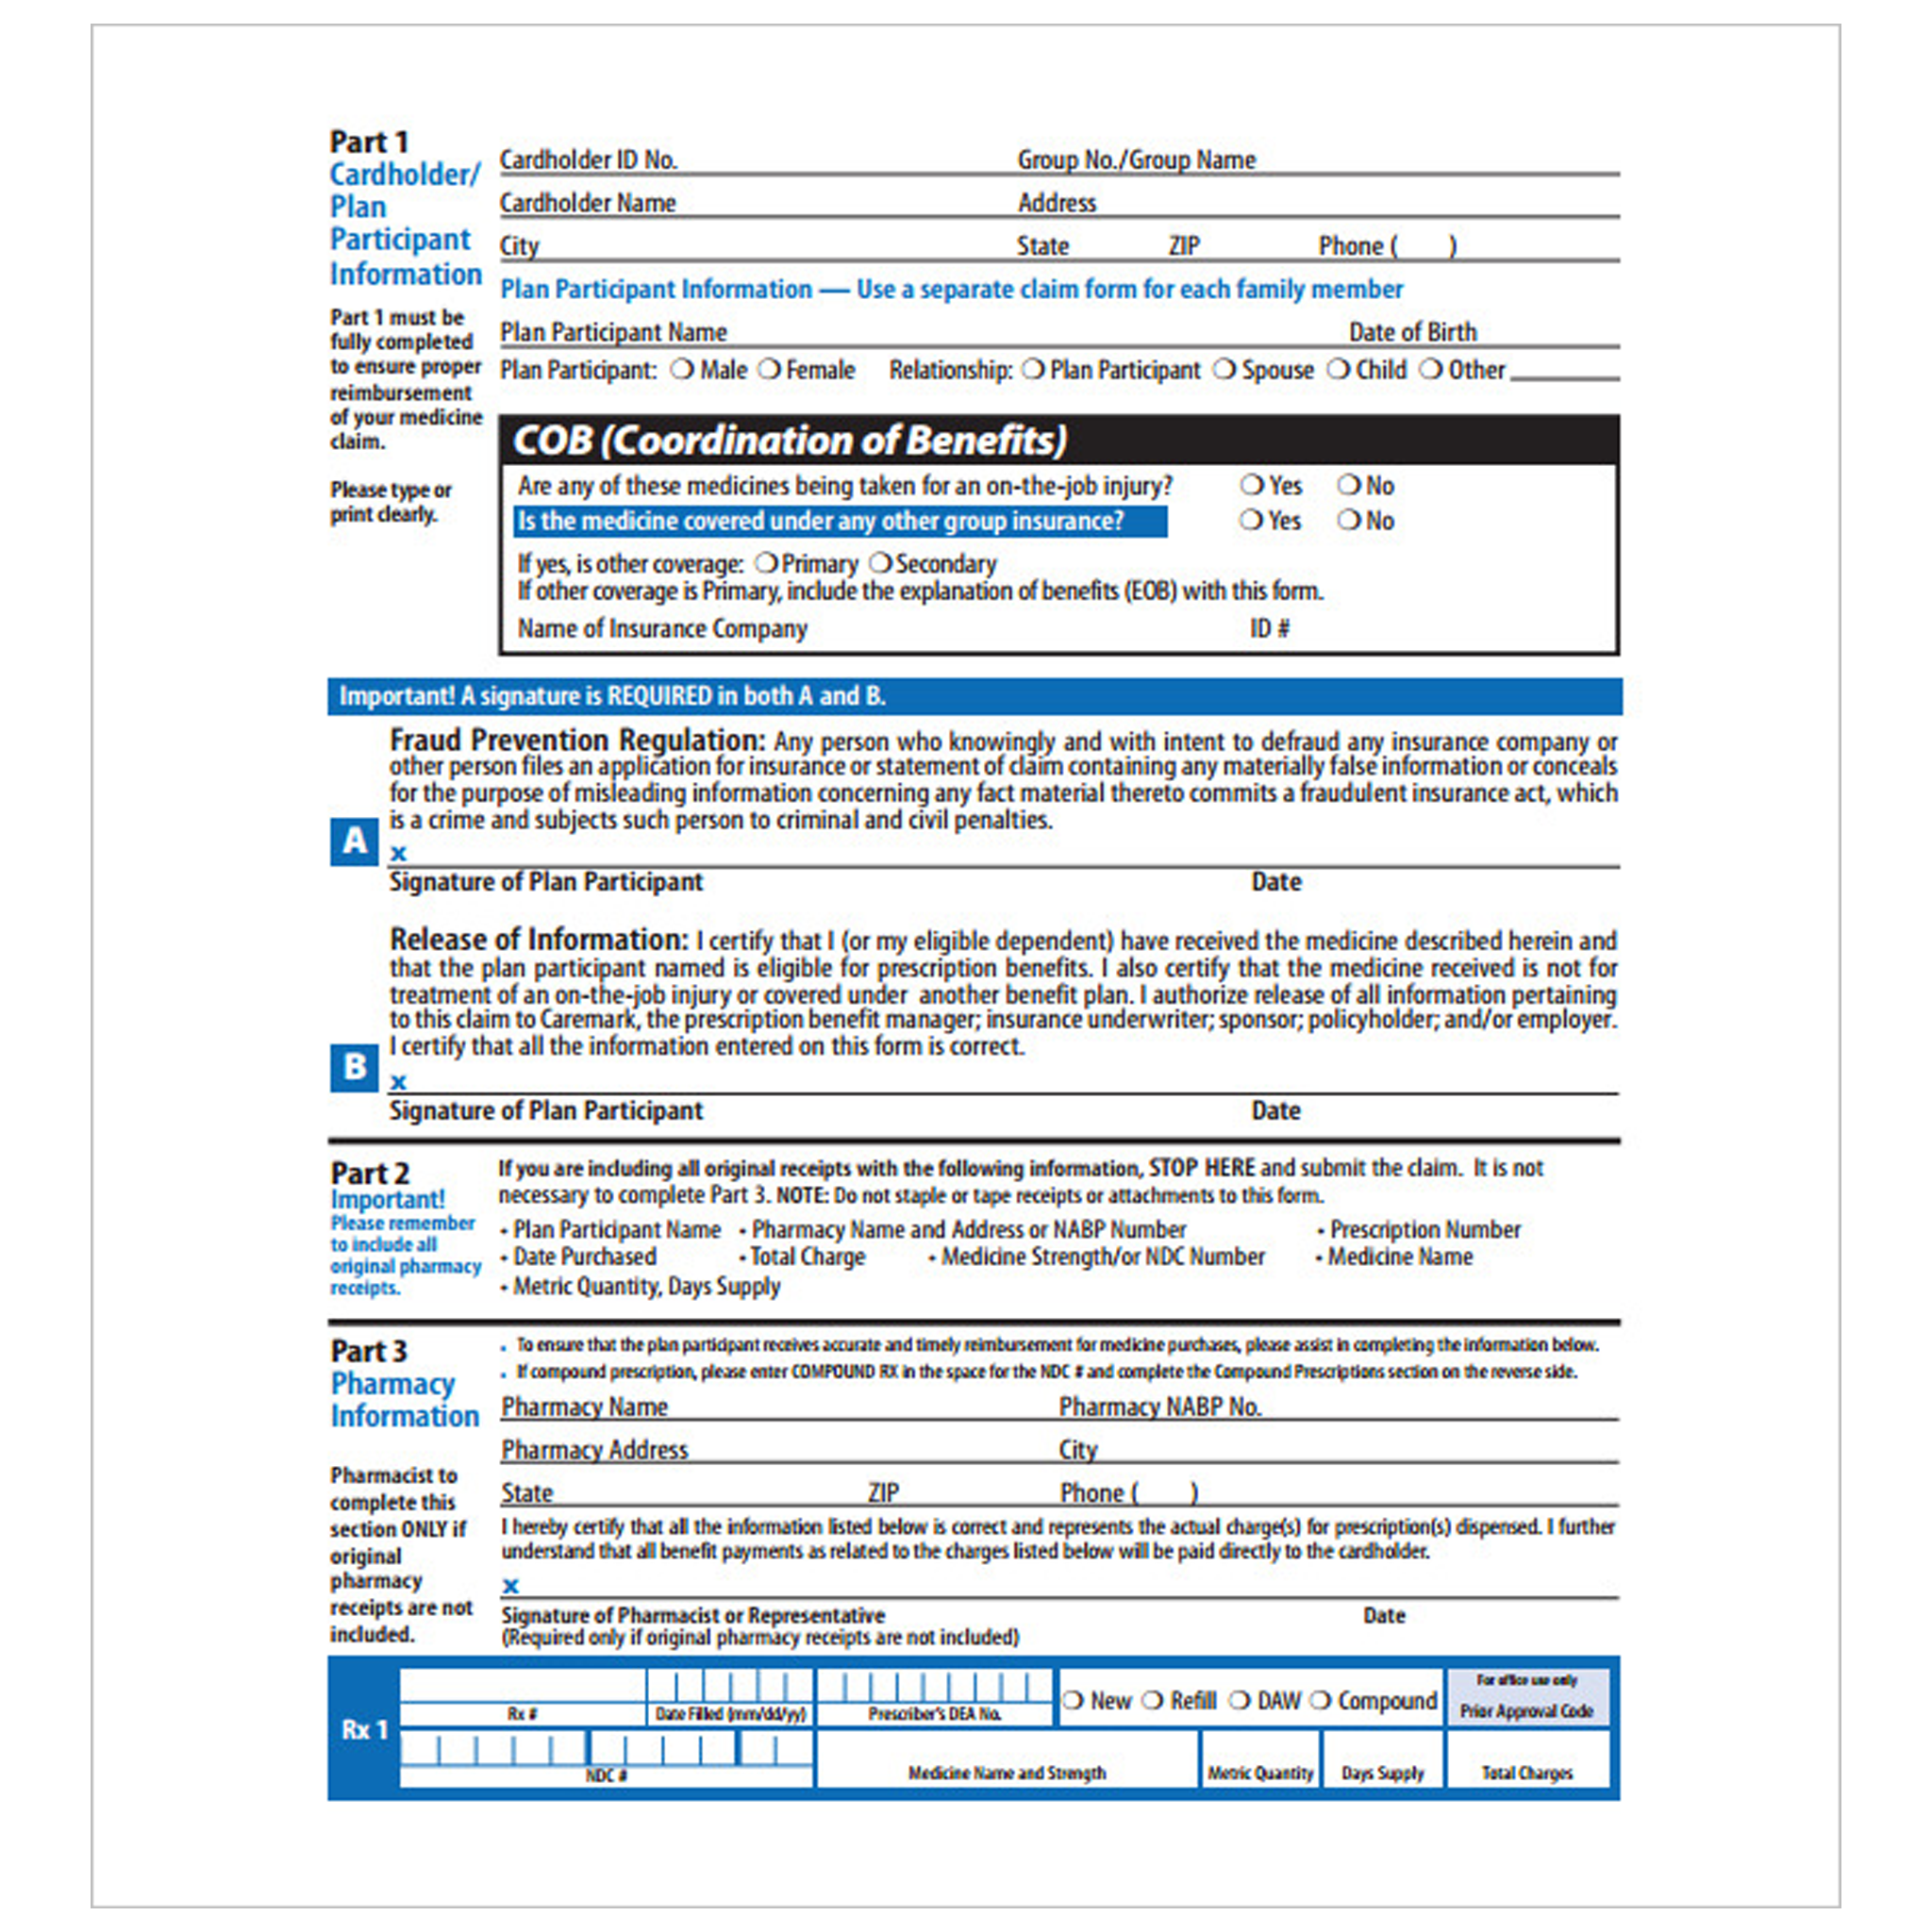 Part 1
Cardholder/
Plan
Participant
Information
Part 1 must be
fully completed
to ensure proper
reimbursement
of your medicine
claim.
Please type or
print clearly.
Cardholder ID No. Group No./Group Name
Cardholder Name Address
City State ZIP Phone ( )
Plan Participant Information — Use a separate claim form for each family member
Plan Participant Name Date of Birth
Plan Participant: Male Female Relationship: Plan Participant Spouse Child Other
COB (Coordination of Benefits)
Are any of these medicines being taken for an on-the-job injury? Yes No
Is the medicine covered under any other group insurance? Yes No
If yes, is other coverage: Primary Secondary
If other coverage is Primary, include the explanation of benefits (EOB) with this form.
Name of Insurance Company ID #
Important! A signature is REQUIRED in both A and B.
Fraud Prevention Regulation: Any person who knowingly and with intent to defraud any insurance company or
other person files an application for insurance or statement of claim containing any materially false information or conceals
for the purpose of misleading information concerning any fact material thereto commits a fraudulent insurance act, which
is a crime and subjects such person to criminal and civil penalties.
A x
Signature of Plan Participant Date
Release of Information: I certify that I (or my eligible dependent) have received the medicine described herein and
that the plan participant named is eligible for prescription benefits. I also certify that the medicine received is not for
treatment of an on-the-job injury or covered under another benefit plan. I authorize release of all information pertaining
to this claim to Caremark, the prescription benefit manager; insurance underwriter; sponsor; policyholder; and/or employer.
I certify that all the information entered on this form is correct.
B x
Signature of Plan Participant Date
Part 2
Important!
Please remember
to include all
original pharmacy
receipts.
If you are including all original receipts with the following information, STOP HERE and submit the claim. It is not
necessary to complete Part 3. NOTE: Do not staple or tape receipts or attachments to this form.
• Plan Participant Name • Pharmacy Name and Address or NABP Number • Prescription Number
• Date Purchased • Total Charge • Medicine Strength/or NDC Number • Medicine Name
• Metric Quantity, Days Supply
Part 3
Pharmacy
Information
Pharmacist to
complete this
section ONLY if
original
pharmacy
receipts are not
included.
• To ensure that the plan participant receives accurate and timely reimbursement for medicine purchases, please assist in completing the information below.
• If compound prescription, please enter COMPOUND RX in the space for the NDC # and complete the Compound Prescriptions section on the reverse side.
Pharmacy Name Pharmacy NABP No.
Pharmacy Address City
State ZIP Phone ( )
I hereby certify that all the information listed below is correct and represents the actual charge(s) for prescription(s) dispensed. I further
understand that all benefit payments as related to the charges listed below will be paid directly to the cardholder.
x
Signature of Pharmacist or Representative Date
(Required only if original pharmacy receipts are not included)
Rx 1
Rx # Date Filled (mm/dd/yy) Prescriber's DEA No. New Refill DAW Compound
For office use only
Prior Approval Code
NDC # Medicine Name and Strength Metric Quantity Days Supply Total Charges